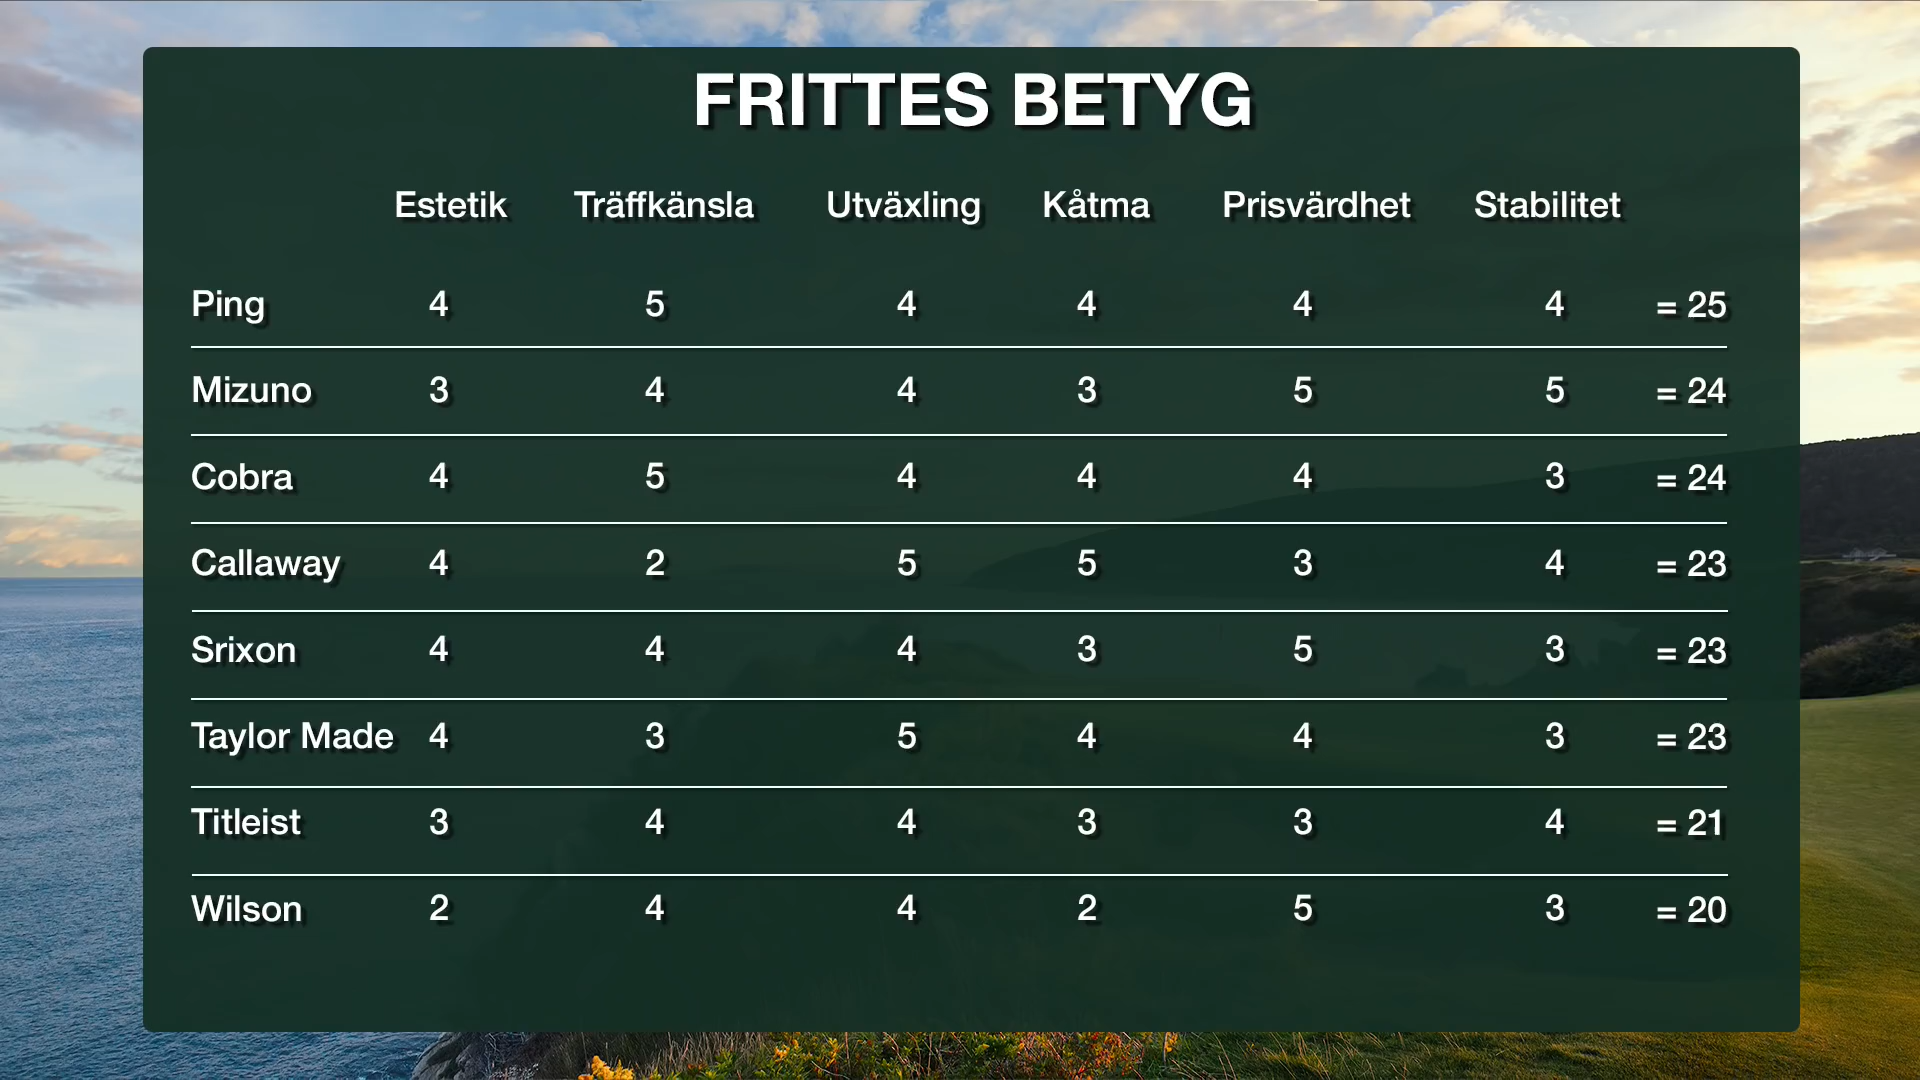 FRITTES BETYG
Estetik Träffkänsla Utväxling Kåtma Prisvärdhet Stabilitet
Ping 4 5 4 4 4 4 = 25
Mizuno 3 4 4 3 5 5 = 24
Cobra 4 5 4 4 4 3 = 24
Callaway 4 2 5 5 3 4 = 23
Srixon 4 4 4 3 5 3 = 23
Taylor Made 4 3 5 4 4 3 = 23
Titleist 3 4 4 3 3 4 = 21
Wilson 2 4 4 2 5 3 = 20